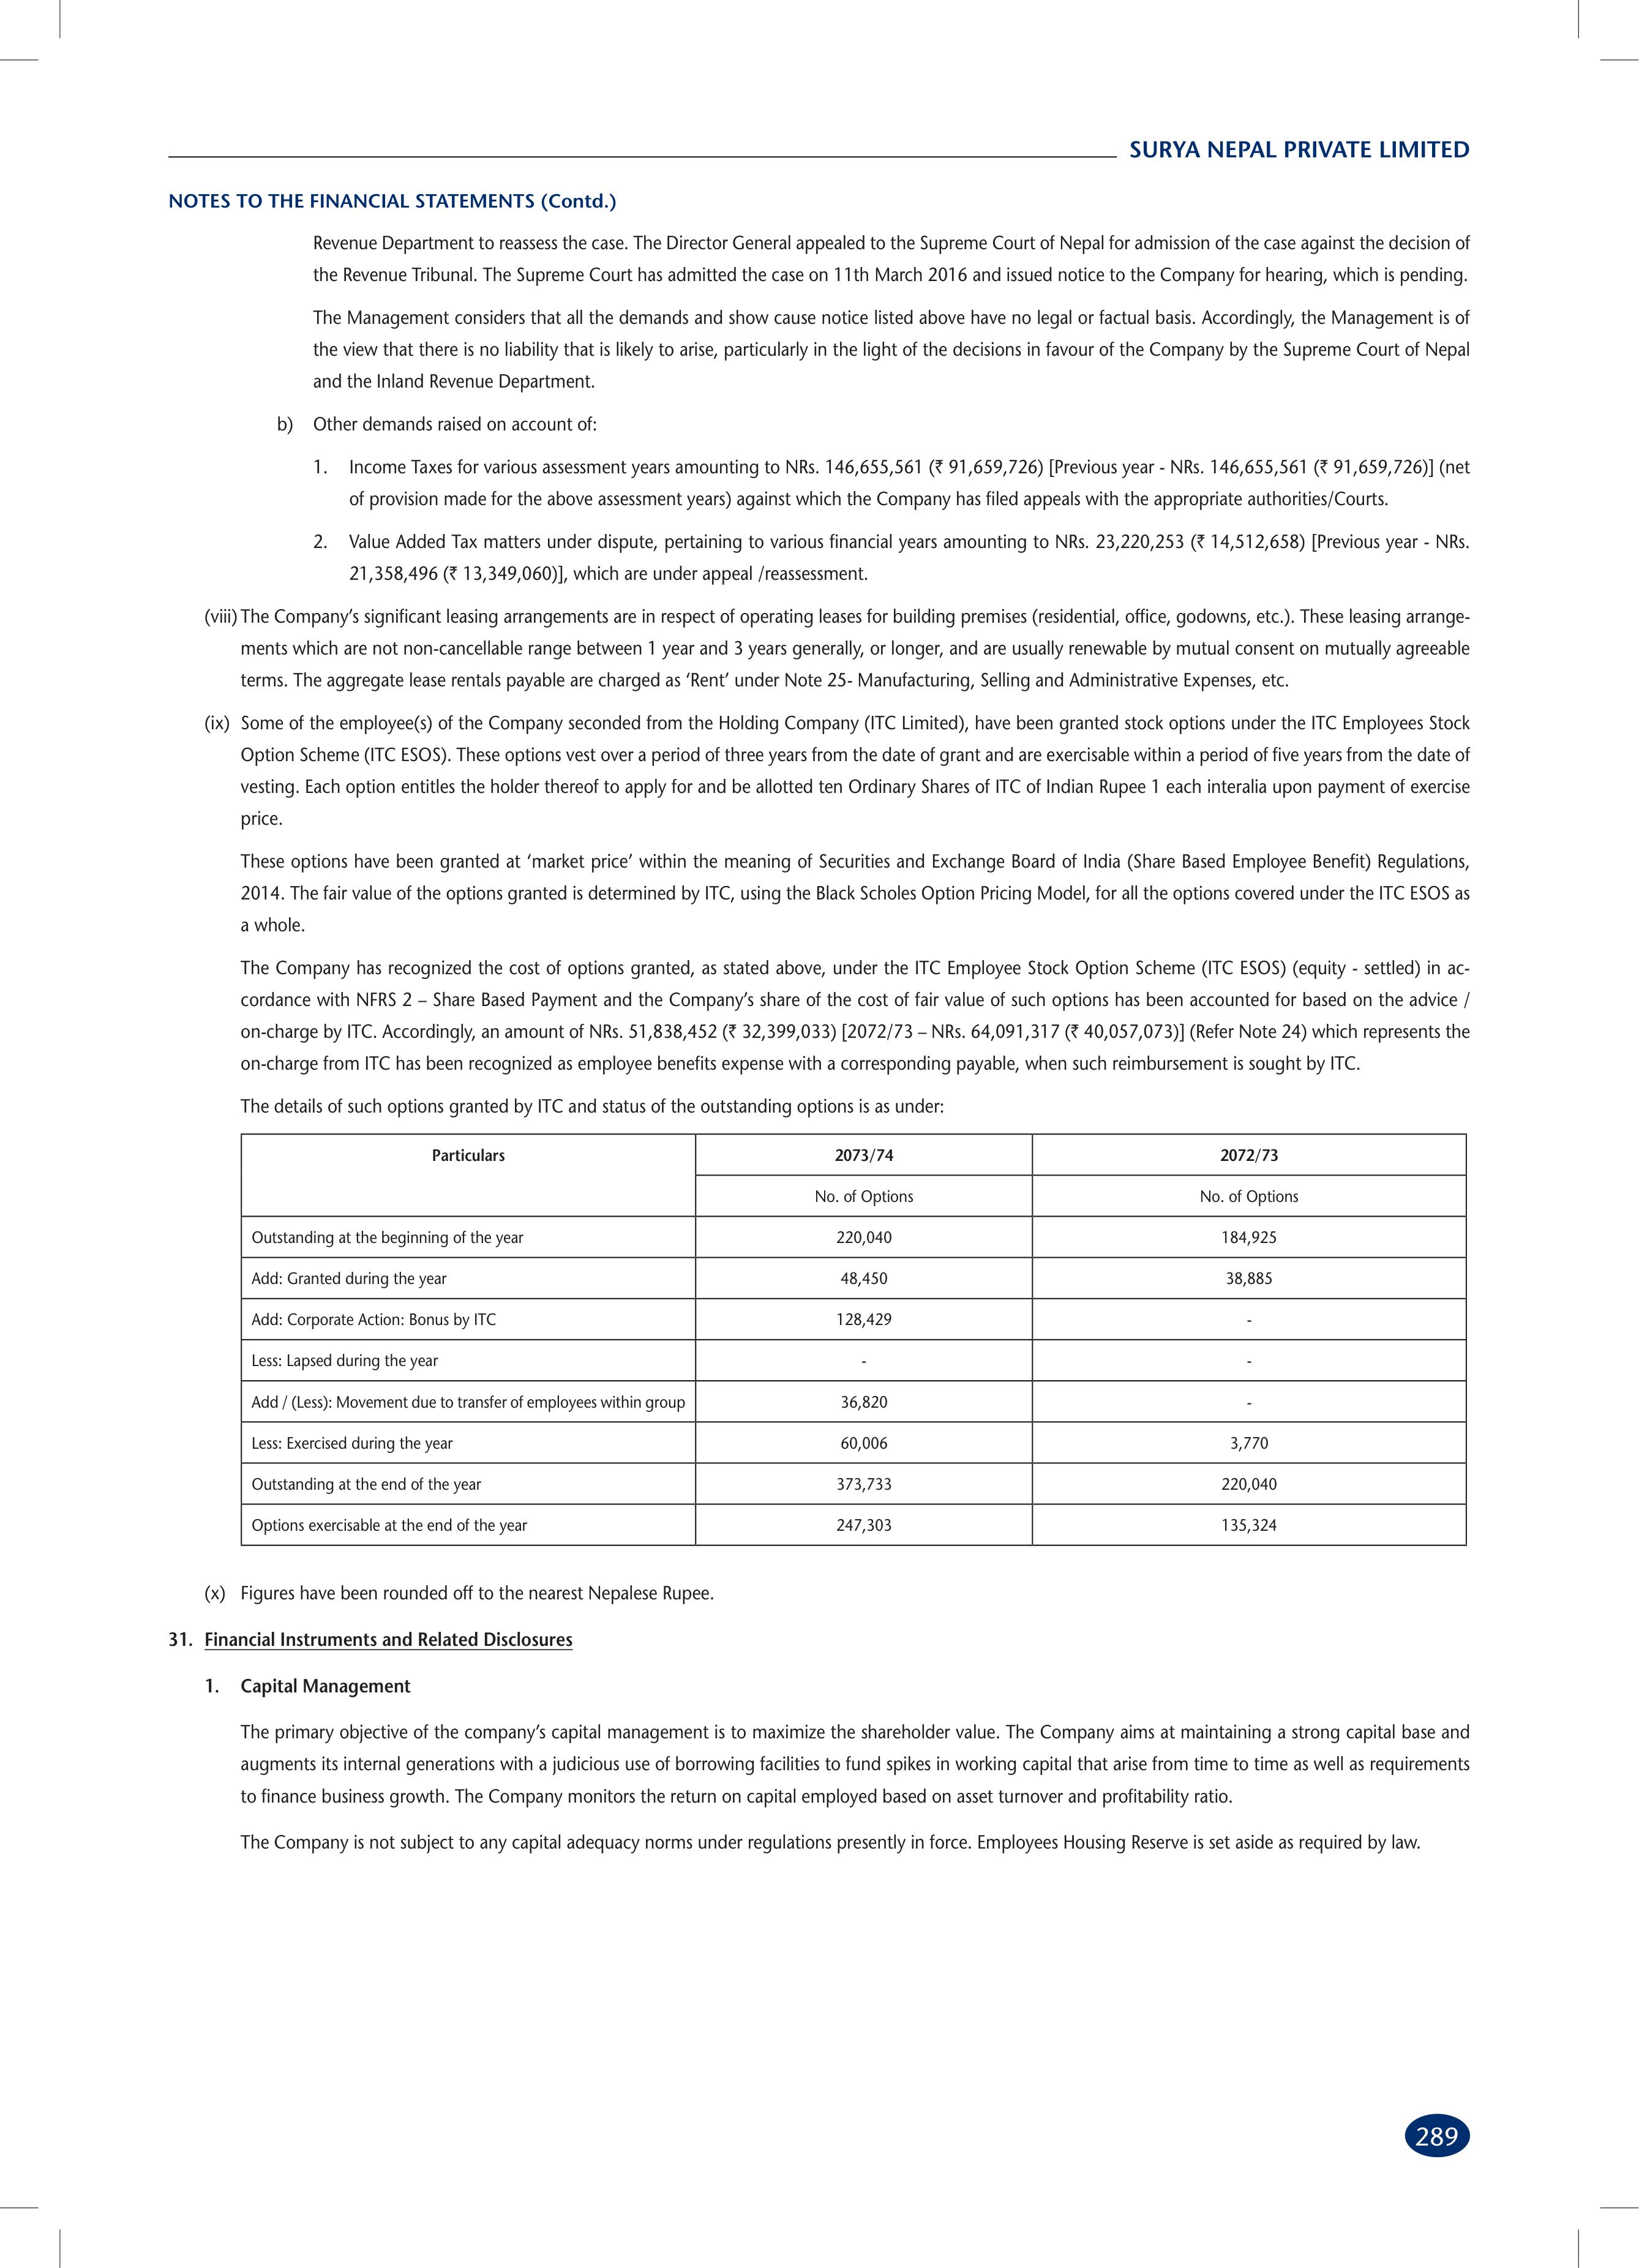 SURYA NEPAL PRIVATE LIMITED
NOTES TO THE FINANCIAL STATEMENTS (Contd.)
Revenue Department to reassess the case. The Director General appealed to the Supreme Court of Nepal for admission of the case against the decision of
the Revenue Tribunal. The Supreme Court has admitted the case on 11th March 2016 and issued notice to the Company for hearing, which is pending.
The Management considers that all the demands and show cause notice listed above have no legal or factual basis. Accordingly, the Management is of
the view that there is no liability that is likely to arise, particularly in the light of the decisions in favour of the Company by the Supreme Court of Nepal
and the Inland Revenue Department.
b) Other demands raised on account of:
1. Income Taxes for various assessment years amounting to NRs. 146,655,561 (₹ 91,659,726) [Previous year - NRs. 146,655,561 (₹ 91,659,726)] (net
of provision made for the above assessment years) against which the Company has filed appeals with the appropriate authorities/Courts.
2. Value Added Tax matters under dispute, pertaining to various financial years amounting to NRs. 23,220,253 (₹ 14,512,658) [Previous year - NRs.
21,358,496 (₹ 13,349,060)], which are under appeal /reassessment.
(viii) The Company’s significant leasing arrangements are in respect of operating leases for building premises (residential, office, godowns, etc.). These leasing arrange-
ments which are not non-cancellable range between 1 year and 3 years generally, or longer, and are usually renewable by mutual consent on mutually agreeable
terms. The aggregate lease rentals payable are charged as ‘Rent’ under Note 25- Manufacturing, Selling and Administrative Expenses, etc.
(ix) Some of the employee(s) of the Company seconded from the Holding Company (ITC Limited), have been granted stock options under the ITC Employees Stock
Option Scheme (ITC ESOS). These options vest over a period of three years from the date of grant and are exercisable within a period of five years from the date of
vesting. Each option entitles the holder thereof to apply for and be allotted ten Ordinary Shares of ITC of Indian Rupee 1 each interalia upon payment of exercise
price.
These options have been granted at ‘market price’ within the meaning of Securities and Exchange Board of India (Share Based Employee Benefit) Regulations,
2014. The fair value of the options granted is determined by ITC, using the Black Scholes Option Pricing Model, for all the options covered under the ITC ESOS as
a whole.
The Company has recognized the cost of options granted, as stated above, under the ITC Employee Stock Option Scheme (ITC ESOS) (equity - settled) in ac-
cordance with NFRS 2 – Share Based Payment and the Company’s share of the cost of fair value of such options has been accounted for based on the advice /
on-charge by ITC. Accordingly, an amount of NRs. 51,838,452 (₹ 32,399,033) [2072/73 – NRs. 64,091,317 (₹ 40,057,073)] (Refer Note 24) which represents the
on-charge from ITC has been recognized as employee benefits expense with a corresponding payable, when such reimbursement is sought by ITC.
The details of such options granted by ITC and status of the outstanding options is as under:
Particulars 2073/74 2072/73
No. of Options No. of Options
Outstanding at the beginning of the year 220,040 184,925
Add: Granted during the year 48,450 38,885
Add: Corporate Action: Bonus by ITC 128,429 -
Less: Lapsed during the year - -
Add / (Less): Movement due to transfer of employees within group 36,820 -
Less: Exercised during the year 60,006 3,770
Outstanding at the end of the year 373,733 220,040
Options exercisable at the end of the year 247,303 135,324
(x) Figures have been rounded off to the nearest Nepalese Rupee.
31. Financial Instruments and Related Disclosures
1. Capital Management
The primary objective of the company’s capital management is to maximize the shareholder value. The Company aims at maintaining a strong capital base and
augments its internal generations with a judicious use of borrowing facilities to fund spikes in working capital that arise from time to time as well as requirements
to finance business growth. The Company monitors the return on capital employed based on asset turnover and profitability ratio.
The Company is not subject to any capital adequacy norms under regulations presently in force. Employees Housing Reserve is set aside as required by law.
289